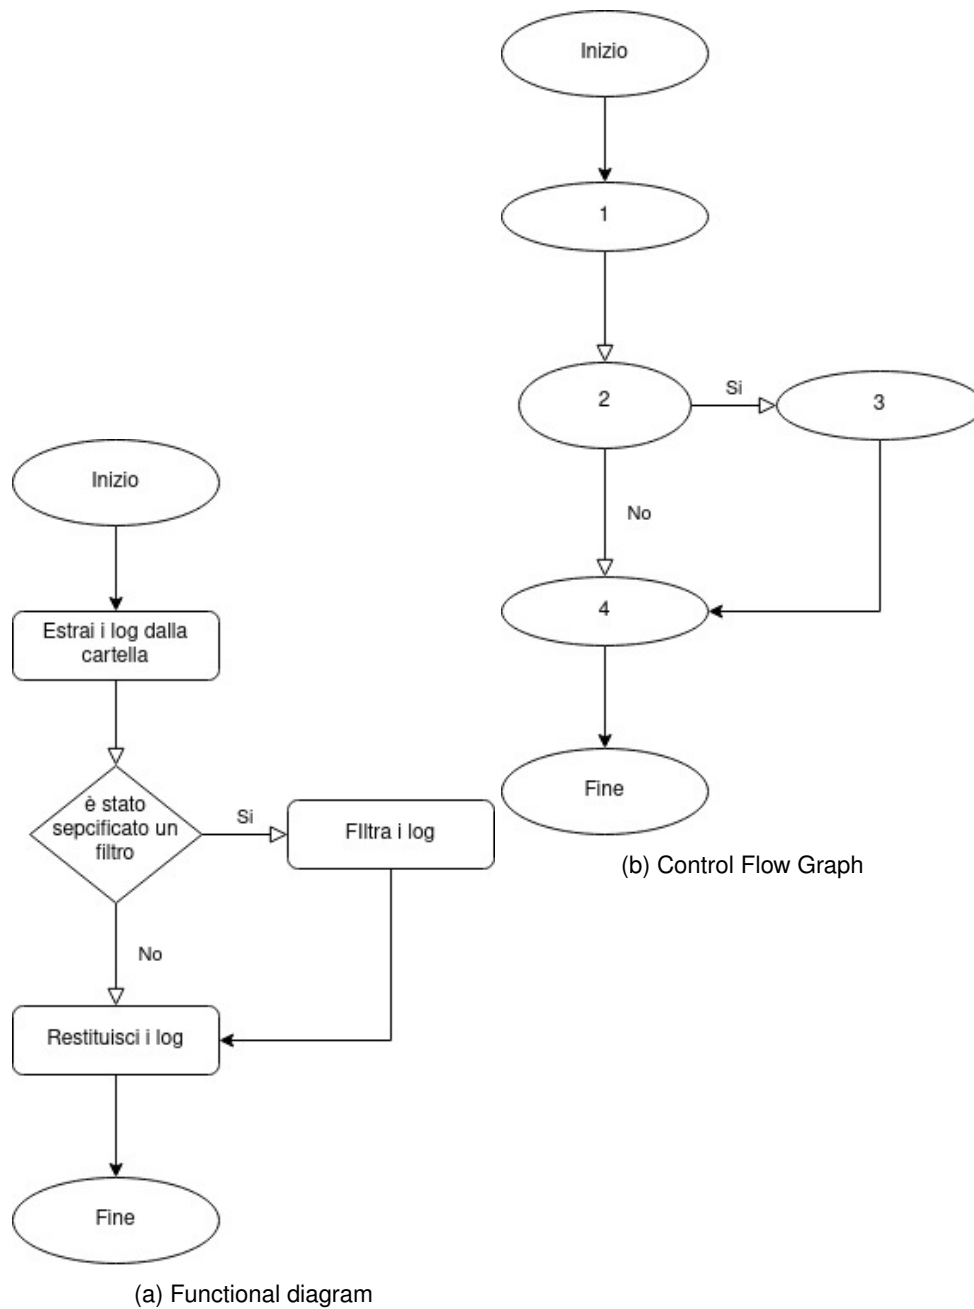 Inizio
Estrai i log dalla
cartella
è stato
sepcificato un
filtro
Si
FIltra i log
No
Restituisci i log
Fine
(a) Functional diagram
Inizio
1
2
Si
3
No
4
Fine
(b) Control Flow Graph